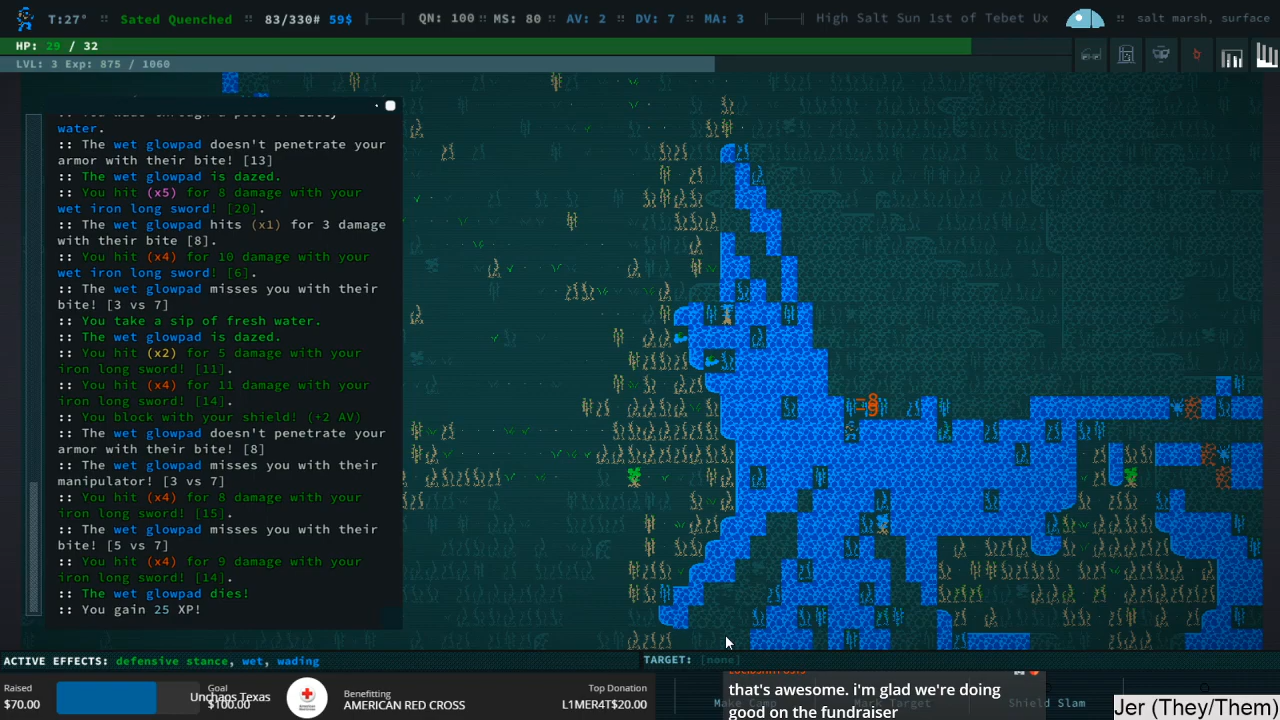 T:27° :: Sated Quenched :: 83/330# 59$ QN: 100 :: MS: 80 :: AV: 2 :: DV: 7 :: MA: 3 High Salt Sun 1st of Tebet Ux :: salt marsh, surface
HP: 29 / 32
LVL: 3 Exp: 875 / 1060
water.
:: The wet glowpad doesn't penetrate your
armor with their bite! [13]
:: The wet glowpad is dazed.
:: You hit (x5) for 8 damage with your
wet iron long sword! [20].
:: The wet glowpad hits (x1) for 3 damage
with their bite [8].
:: You hit (x4) for 10 damage with your
wet iron long sword! [6].
:: The wet glowpad misses you with their
bite! [3 vs 7]
:: You take a sip of fresh water.
:: The wet glowpad is dazed.
:: You hit (x2) for 5 damage with your
iron long sword! [11].
:: You hit (x4) for 11 damage with your
iron long sword! [14].
:: You block with your shield! (+2 AV)
:: The wet glowpad doesn't penetrate your
armor with their bite! [8]
:: The wet glowpad misses you with their
manipulator! [3 vs 7]
:: You hit (x4) for 8 damage with your
iron long sword! [15].
:: The wet glowpad misses you with their
bite! [5 vs 7]
:: You hit (x4) for 9 damage with your
iron long sword! [14].
:: The wet glowpad dies!
:: You gain 25 XP!
-8
-9
ACTIVE EFFECTS: defensive stance, wet, wading
TARGET: [none]
Raised
$70.00
Goal
$100.00
Unchaos Texas
Benefitting
AMERICAN RED CROSS
Top Donation
L1MER4T$20.00
that's awesome. i'm glad we're doing
good on the fundraiser
Make Camp
Mark Target
Shield Slam
Jer (They/Them)